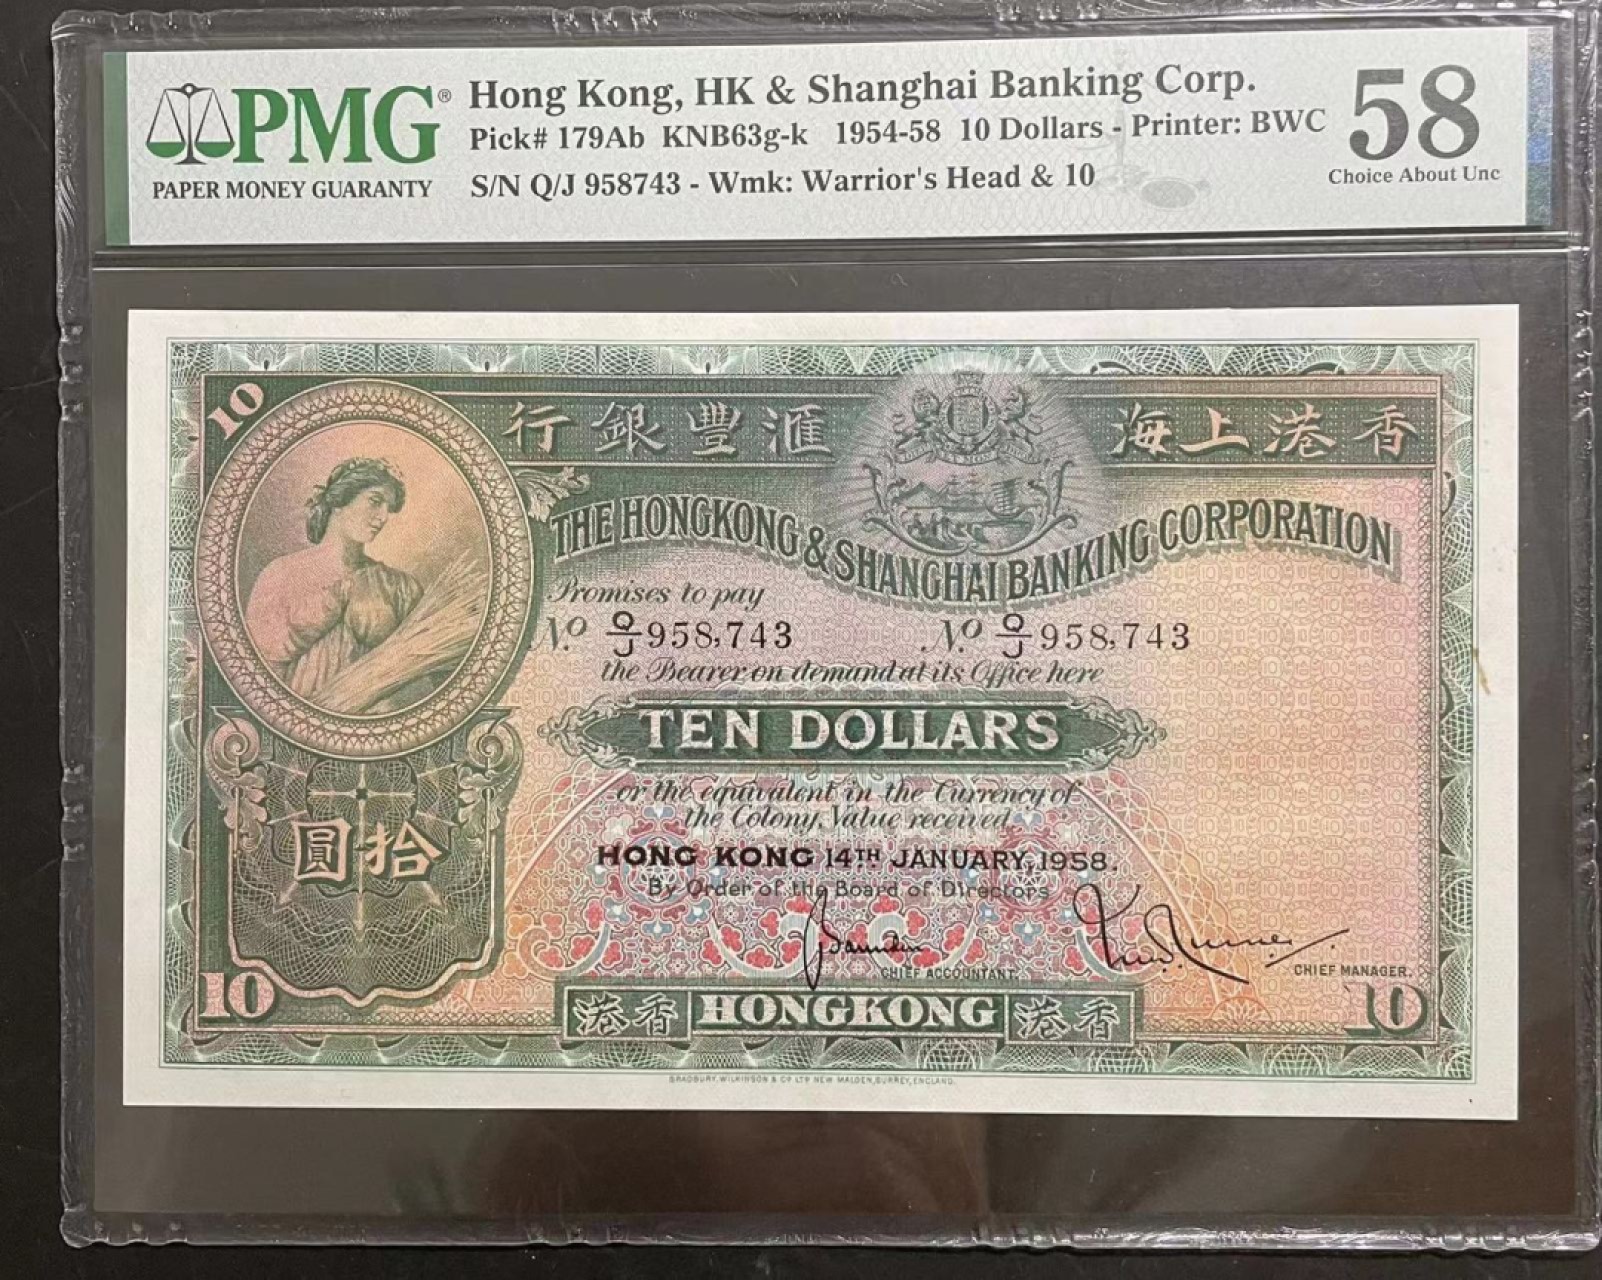 PMG®
PAPER MONEY GUARANTY
Hong Kong, HK & Shanghai Banking Corp.
Pick# 179Ab KNB63g-k 1954-58 10 Dollars - Printer: BWC
S/N Q/J 958743 - Wmk: Warrior's Head & 10
58
Choice About Unc
10
行銀豐滙 海上港香
THE HONGKONG & SHANGHAI BANKING CORPORATION
Promises to pay
Nº. Q/J 958,743 Nº. Q/J 958,743
the Bearer on demand at its Office here
TEN DOLLARS
or the equivalent in the Currency of
the Colony, Value received
圓拾
HONG KONG 14TH JANUARY, 1958.
By Order of the Board of Directors
CHIEF ACCOUNTANT.
CHIEF MANAGER.
10
港香 HONGKONG 港香
10
BRADBURY, WILKINSON & Cº LTD NEW MALDEN, SURREY, ENGLAND.